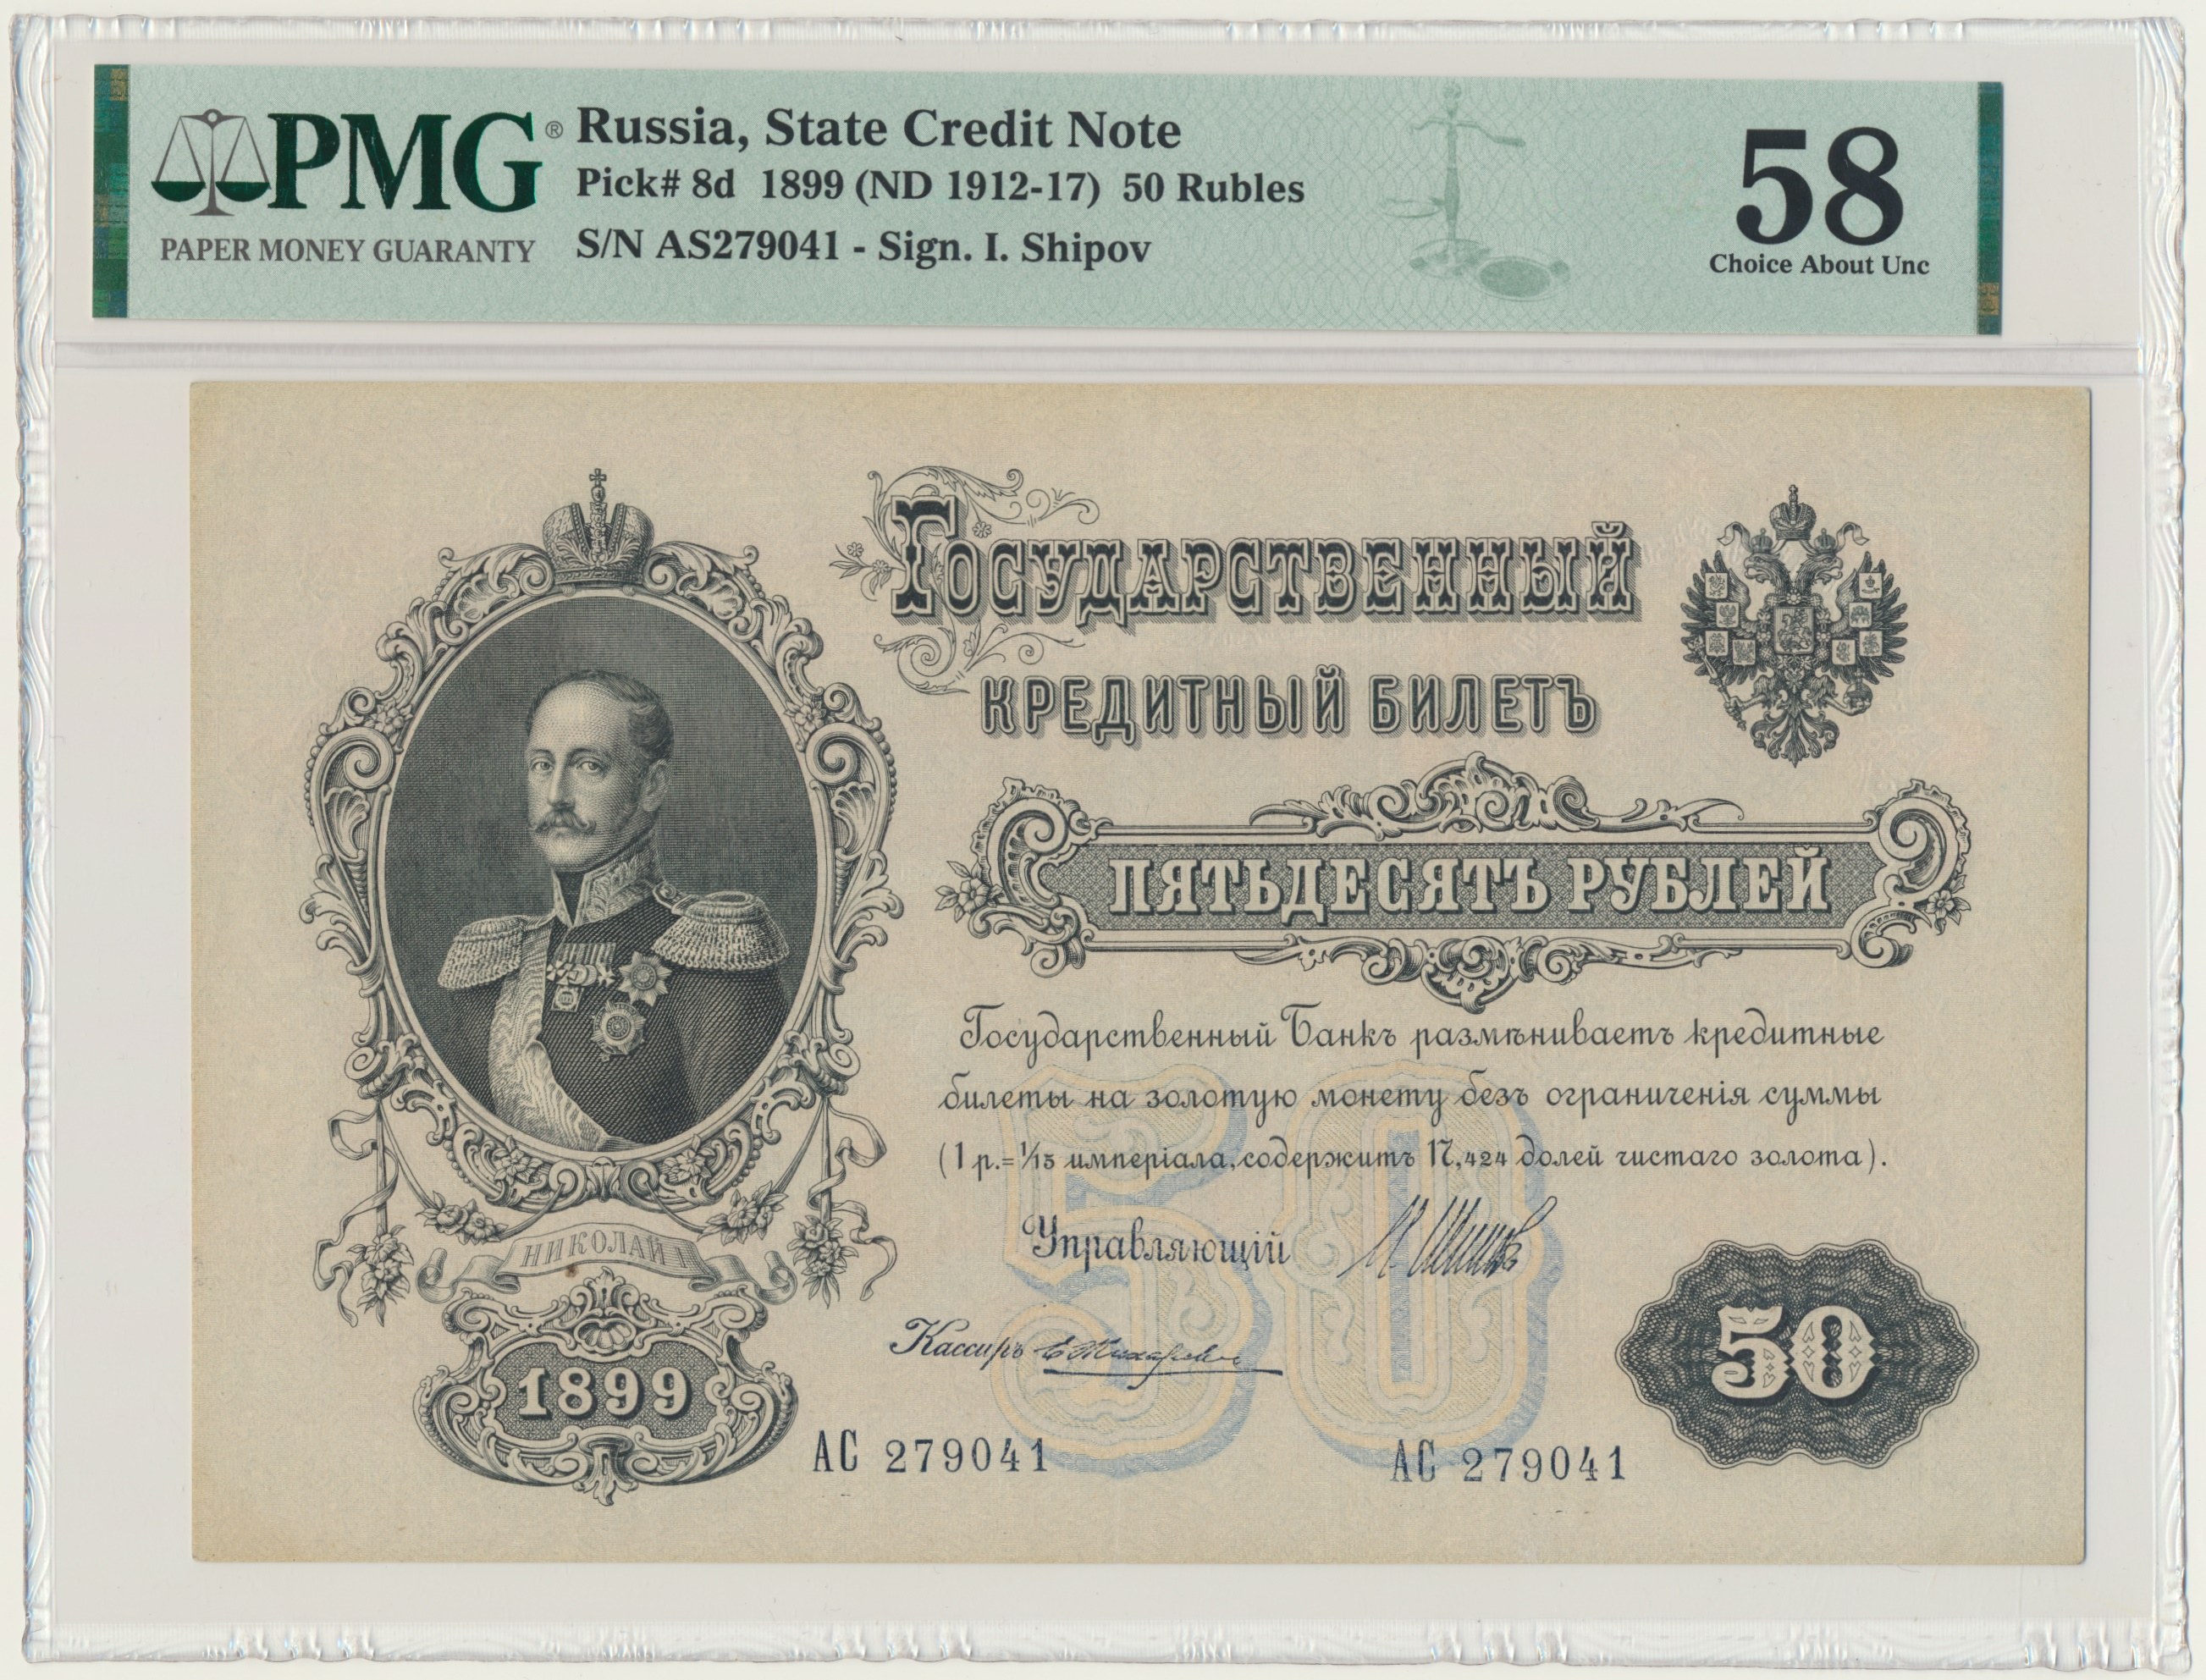 PMG®
PAPER MONEY GUARANTY
Russia, State Credit Note
Pick# 8d 1899 (ND 1912-17) 50 Rubles
S/N AS279041 - Sign. I. Shipov
58
Choice About Unc
Государственный
кредитный билетъ
ПЯТЬДЕСЯТЪ РУБЛЕЙ
Государственный Банкъ размѣниваетъ кредитные
билеты на золотую монету безъ ограниченія суммы
(1 р.= 1/15 имперіала, содержитъ 17,424 долей чистаго золота).
Управляющій
Кассиръ
50
НИКОЛАЙ I
1899
АС 279041
АС 279041
50